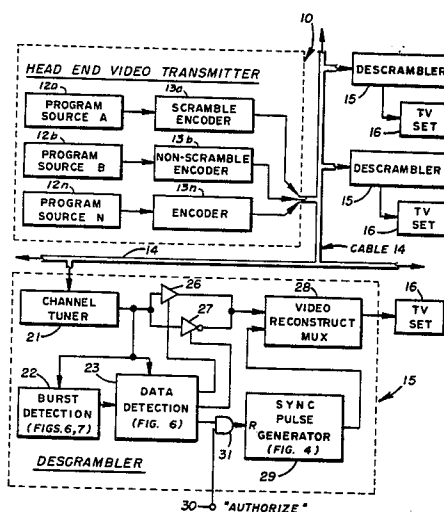 10
HEAD END VIDEO TRANSMITTER
12a
PROGRAM SOURCE A
13a
SCRAMBLE ENCODER
12b
PROGRAM SOURCE B
13b
NON-SCRAMBLE ENCODER
12n
PROGRAM SOURCE N
13n
ENCODER
DESCRAMBLER
15
TV SET
16
DESCRAMBLER
15
TV SET
16
CABLE 14
14
CHANNEL TUNER
21
26
27
28
VIDEO RECONSTRUCT MUX
16
TV SET
22
BURST DETECTION (FIGS.6,7)
23
DATA DETECTION (FIG. 6)
31
R
SYNC PULSE GENERATOR (FIG. 4)
29
15
DESCRAMBLER
30
"AUTHORIZE"